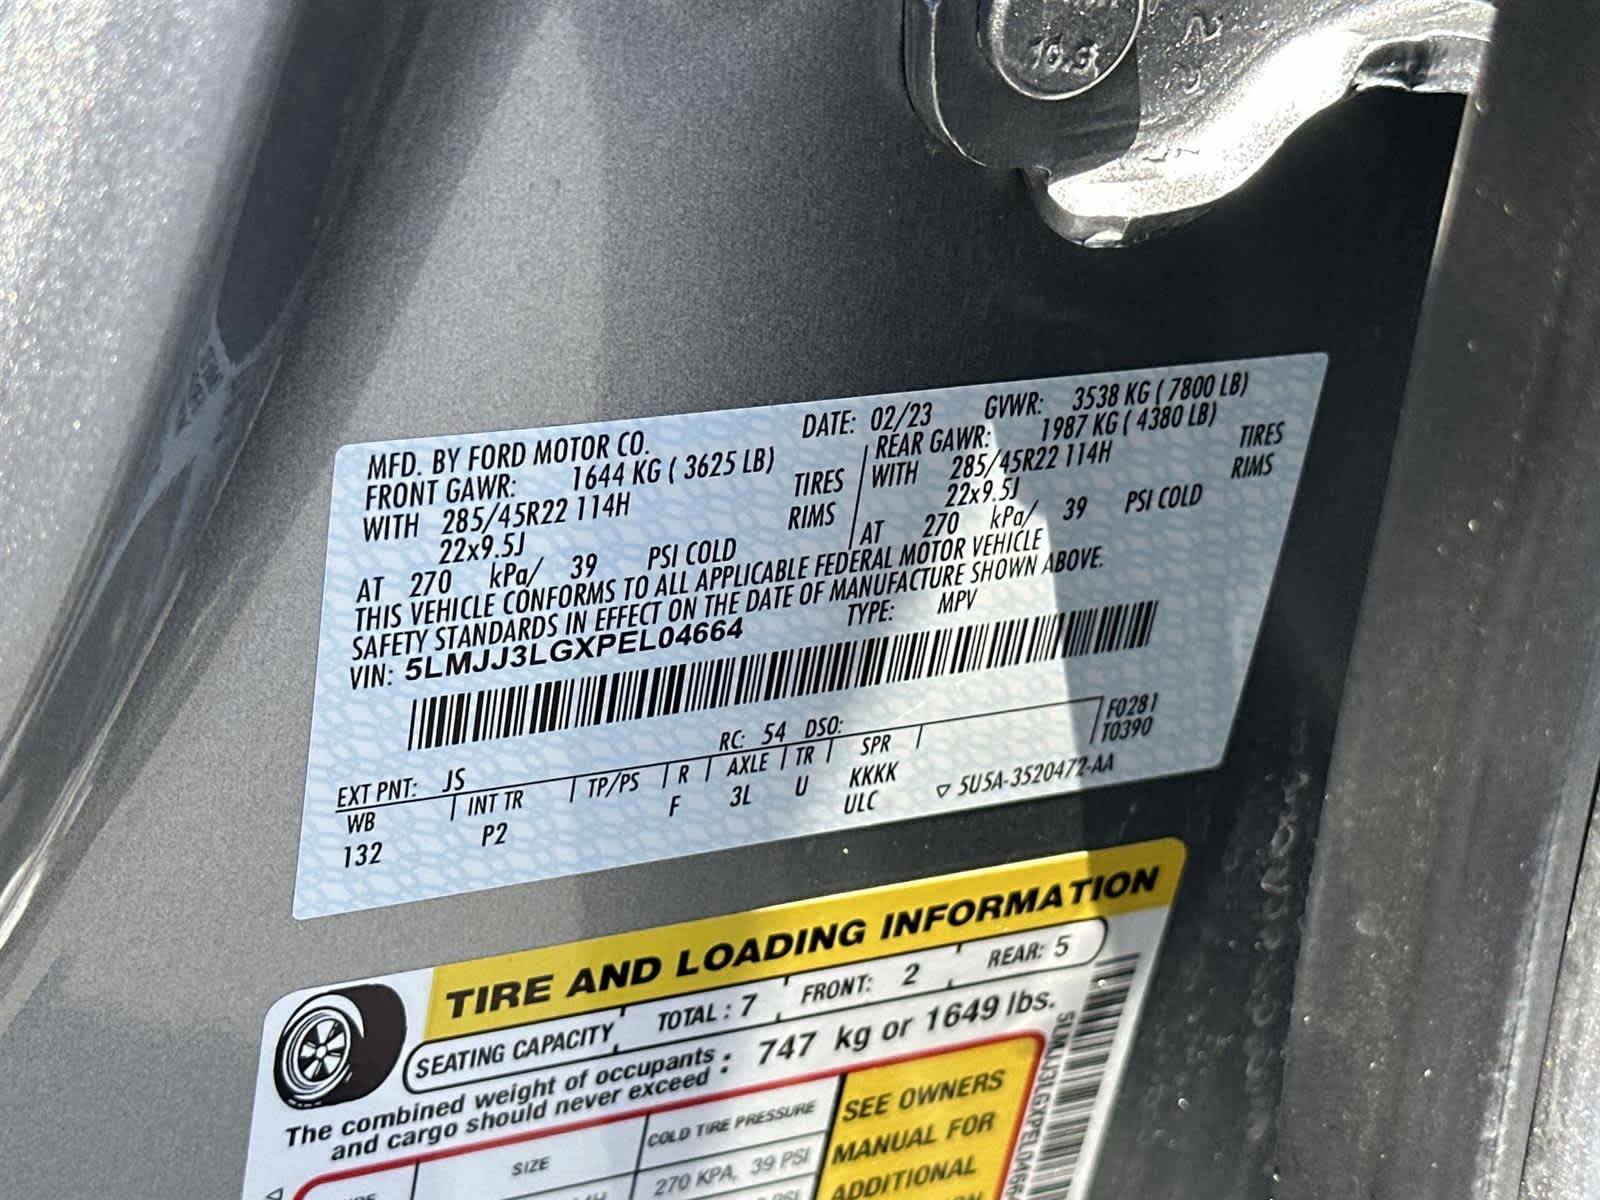 16.3
MFD. BY FORD MOTOR CO.
DATE: 02/23
GVWR: 3538 KG ( 7800 LB)
FRONT GAWR: 1644 KG ( 3625 LB)
REAR GAWR: 1987 KG ( 4380 LB)
WITH 285/45R22 114H TIRES
WITH 285/45R22 114H TIRES
22x9.5J RIMS
22x9.5J RIMS
AT 270 kPa/ 39 PSI COLD
AT 270 kPa/ 39 PSI COLD
THIS VEHICLE CONFORMS TO ALL APPLICABLE FEDERAL MOTOR VEHICLE
SAFETY STANDARDS IN EFFECT ON THE DATE OF MANUFACTURE SHOWN ABOVE.
VIN: 5LMJJ3LGXPEL04664
TYPE: MPV
EXT PNT: JS
RC: 54 DSO:
F0281
T0390
WB INT TR TP/PS R AXLE TR SPR
132 P2 F 3L U KKKK
ULC
5U5A-3520472-AA
TIRE AND LOADING INFORMATION
SEATING CAPACITY TOTAL : 7 FRONT: 2 REAR: 5
The combined weight of occupants
and cargo should never exceed : 747 kg or 1649 lbs.
SIZE
COLD TIRE PRESSURE
270 KPA, 39 PSI
SEE OWNERS
MANUAL FOR
ADDITIONAL